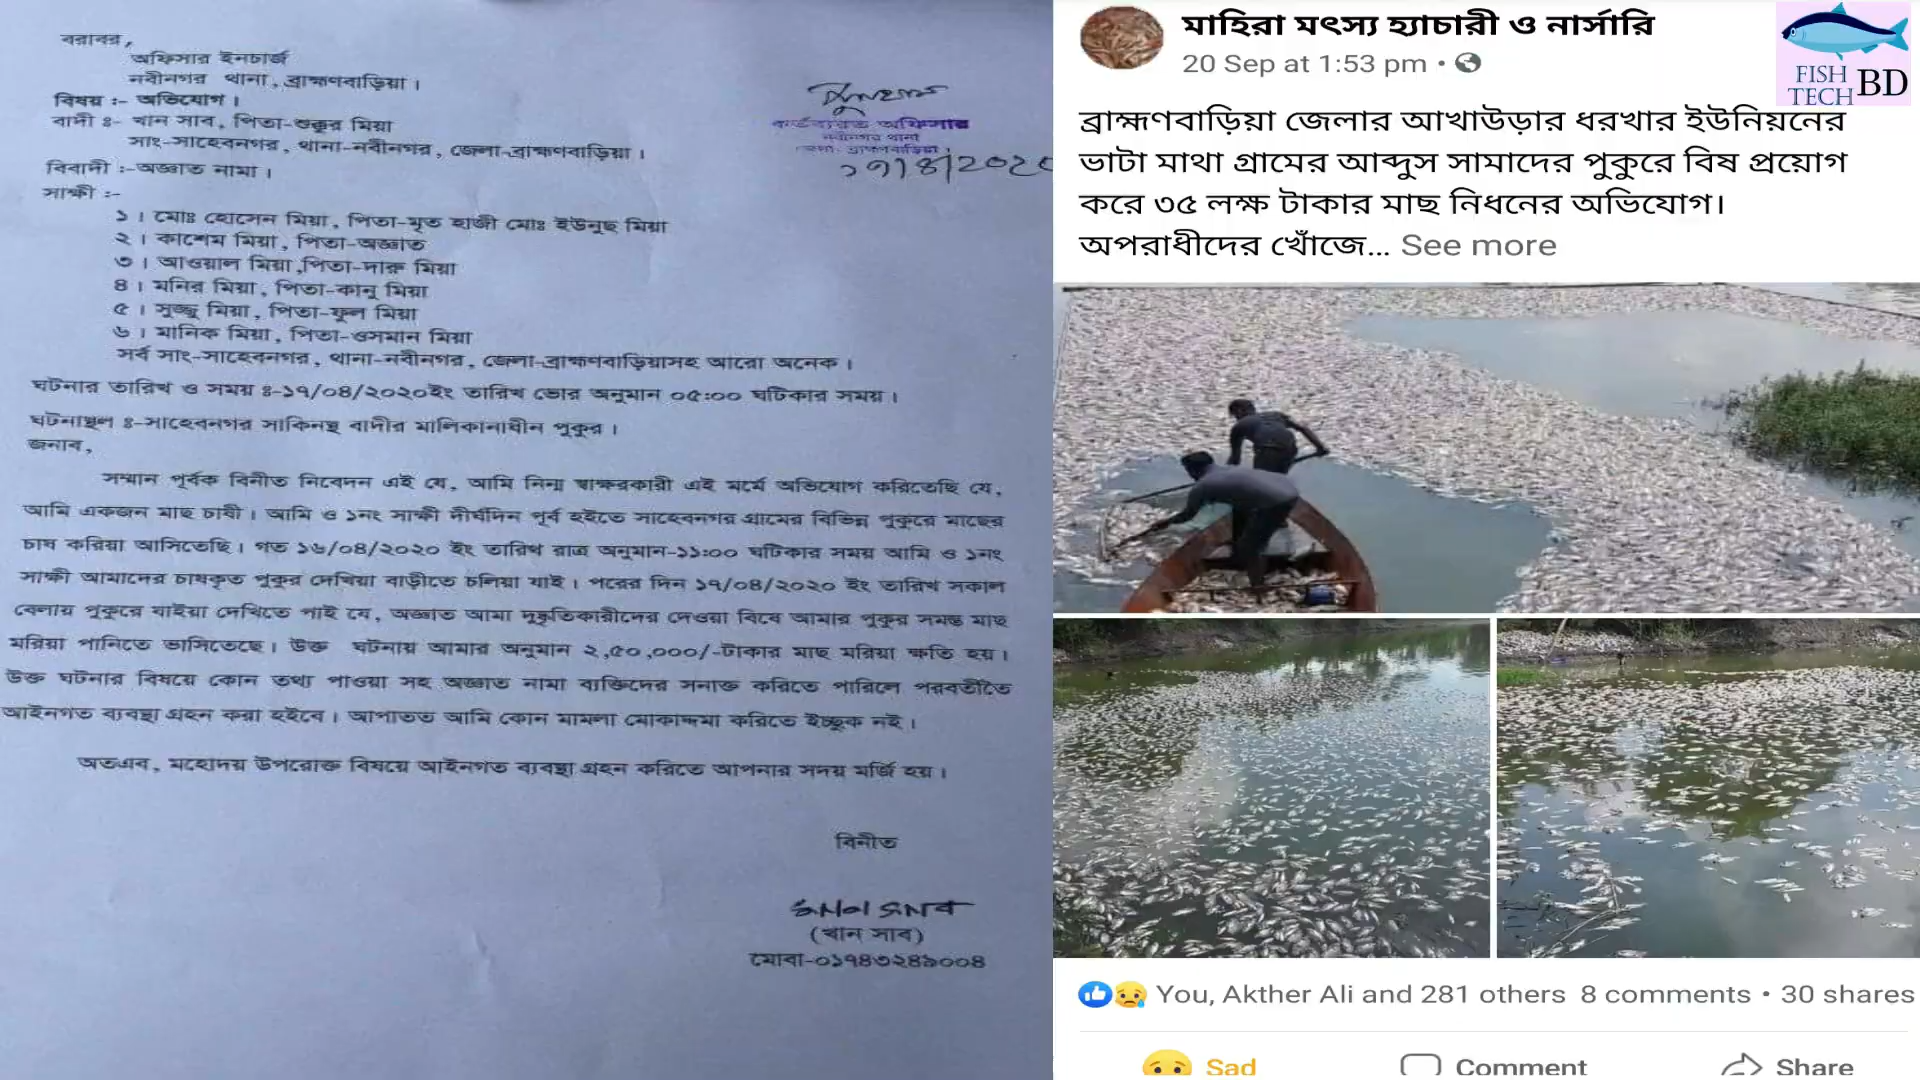 বরাবর,
অফিসার ইনচার্জ
নবীনগর থানা, ব্রাহ্মণবাড়িয়া।
বিষয় ঃ- অভিযোগ।
বাদী ঃ- খান সাব, পিতা-শুক্কুর মিয়া
সাং-সাহেবনগর, থানা-নবীনগর, জেলা-ব্রাহ্মণবাড়িয়া।
বিবাদী ঃ-অজ্ঞাত নামা।
সাক্ষী ঃ-
১। মোঃ হোসেন মিয়া, পিতা-মৃত হাজী মোঃ ইউনুছ মিয়া
২। কাশেম মিয়া, পিতা-অজ্ঞাত
৩। আওয়াল মিয়া,পিতা-দারু মিয়া
৪। মনির মিয়া, পিতা-কানু মিয়া
৫। সুজ্জু মিয়া, পিতা-ফুল মিয়া
৬। মানিক মিয়া, পিতা-ওসমান মিয়া
সর্ব সাং-সাহেবনগর, থানা-নবীনগর, জেলা-ব্রাহ্মণবাড়িয়াসহ আরো অনেক।
ঘটনার তারিখ ও সময় ঃ-১৭/০৪/২০২০ইং তারিখ ভোর অনুমান ০৫ঃ০০ ঘটিকার সময়।
ঘটনাস্থল ঃ-সাহেবনগর সাকিনস্থ বাদীর মালিকানাধীন পুকুর।
জনাব,
সম্মান পূর্বক বিনীত নিবেদন এই যে, আমি নিন্ম স্বাক্ষরকারী এই মর্মে অভিযোগ করিতেছি যে,
আমি একজন মাছ চাষী। আমি ও ১নং সাক্ষী দীর্ঘদিন পূর্ব হইতে সাহেবনগর গ্রামের বিভিন্ন পুকুরে মাছের
চাষ করিয়া আসিতেছি। গত ১৬/০৪/২০২০ ইং তারিখ রাত্র অনুমান-১১ঃ০০ ঘটিকার সময় আমি ও ১নং
সাক্ষী আমাদের চাষকৃত পুকুর দেখিয়া বাড়ীতে চলিয়া যাই। পরের দিন ১৭/০৪/২০২০ ইং তারিখ সকাল
বেলায় পুকুরে যাইয়া দেখিতে পাই যে, অজ্ঞাত নামা দুষ্কৃতিকারীদের দেওয়া বিষে আমার পুকুর সমস্ত মাছ
মরিয়া পানিতে ভাসিতেছে। উক্ত ঘটনায় আমার অনুমান ২,৫০,০০০/-টাকার মাছ মরিয়া ক্ষতি হয়।
উক্ত ঘটনার বিষয়ে কোন তথ্য পাওয়া সহ অজ্ঞাত নামা ব্যক্তিদের সনাক্ত করিতে পারিলে পরবর্তীতে
আইনগত ব্যবস্থা গ্রহন করা হইবে। আপাতত আমি কোন মামলা মোকাদ্দমা করিতে ইচ্ছুক নই।
অতএব, মহোদয় উপরোক্ত বিষয়ে আইনগত ব্যবস্থা গ্রহন করিতে আপনার সদয় মর্জি হয়।
বিনীত
খান সাব
(খান সাব)
মোবা-০১৭৪৩২৪৯০০৪
কর্তব্যরত অফিসার
নবীনগর থানা
জেলা- ব্রাহ্মণবাড়িয়া।
মাহিরা মৎস্য হ্যাচারী ও নার্সারি
20 Sep at 1:53 pm •
FISH
TECH BD
ব্রাহ্মণবাড়িয়া জেলার আখাউড়ার ধরখার ইউনিয়নের
ভাটা মাথা গ্রামের আব্দুস সামাদের পুকুরে বিষ প্রয়োগ
করে ৩৫ লক্ষ টাকার মাছ নিধনের অভিযোগ।
অপরাধীদের খোঁজে... See more
You, Akther Ali and 281 others 8 comments • 30 shares
Sad Comment Share